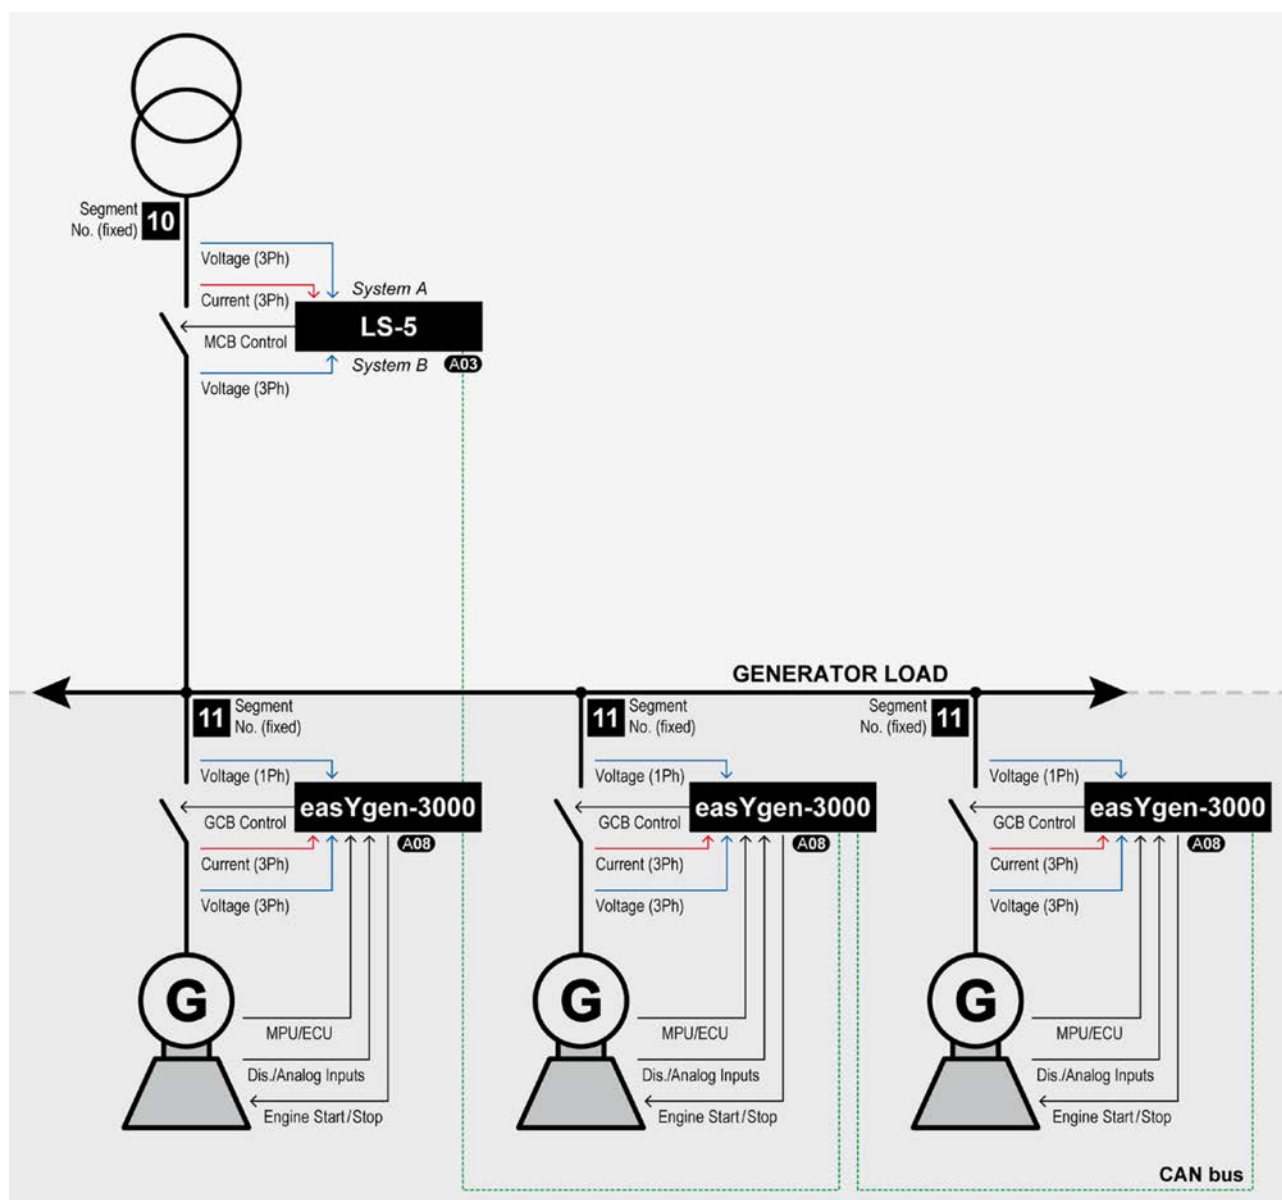 Segment
No. (fixed)
10
Voltage (3Ph)
System A
Current (3Ph)
LS-5
MCB Control
System B
A03
Voltage (3Ph)
GENERATOR LOAD
11
Segment
No. (fixed)
11
Segment
No. (fixed)
Segment
No. (fixed)
11
Voltage (1Ph)
easYgen-3000
GCB Control
A08
Current (3Ph)
Voltage (3Ph)
G
MPU/ECU
Dis./Analog Inputs
Engine Start/Stop
Voltage (1Ph)
easYgen-3000
GCB Control
A08
Current (3Ph)
Voltage (3Ph)
G
MPU/ECU
Dis./Analog Inputs
Engine Start/Stop
Voltage (1Ph)
easYgen-3000
GCB Control
A08
Current (3Ph)
Voltage (3Ph)
G
MPU/ECU
Dis./Analog Inputs
Engine Start/Stop
CAN bus